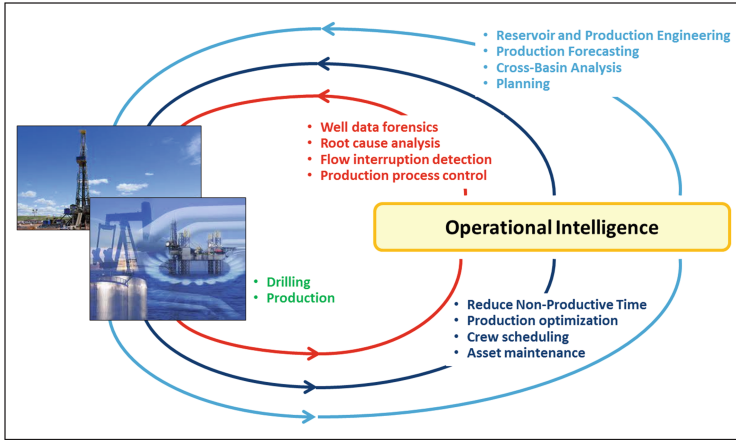 • Reservoir and Production Engineering
• Production Forecasting
• Cross-Basin Analysis
• Planning
• Well data forensics
• Root cause analysis
• Flow interruption detection
• Production process control
Operational Intelligence
• Drilling
• Production
• Reduce Non-Productive Time
• Production optimization
• Crew scheduling
• Asset maintenance